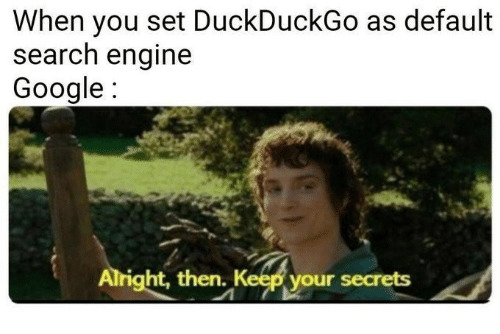 When you set DuckDuckGo as default
search engine
Google :
Alright, then. Keep your secrets